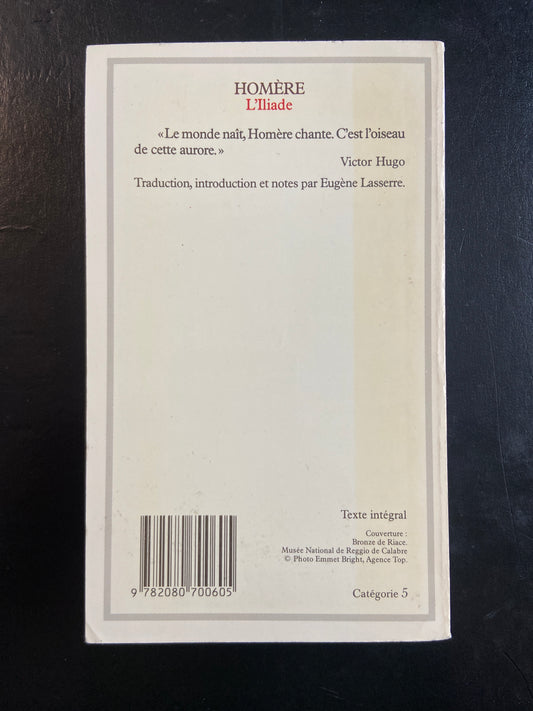 HOMÈRE
L'Iliade
«Le monde naît, Homère chante. C'est l'oiseau
de cette aurore.»
Victor Hugo
Traduction, introduction et notes par Eugène Lasserre.
Texte intégral
Couverture :
Bronze de Riace.
Musée National de Reggio de Calabre
© Photo Emmet Bright, Agence Top.
9 782080 700605
Catégorie 5